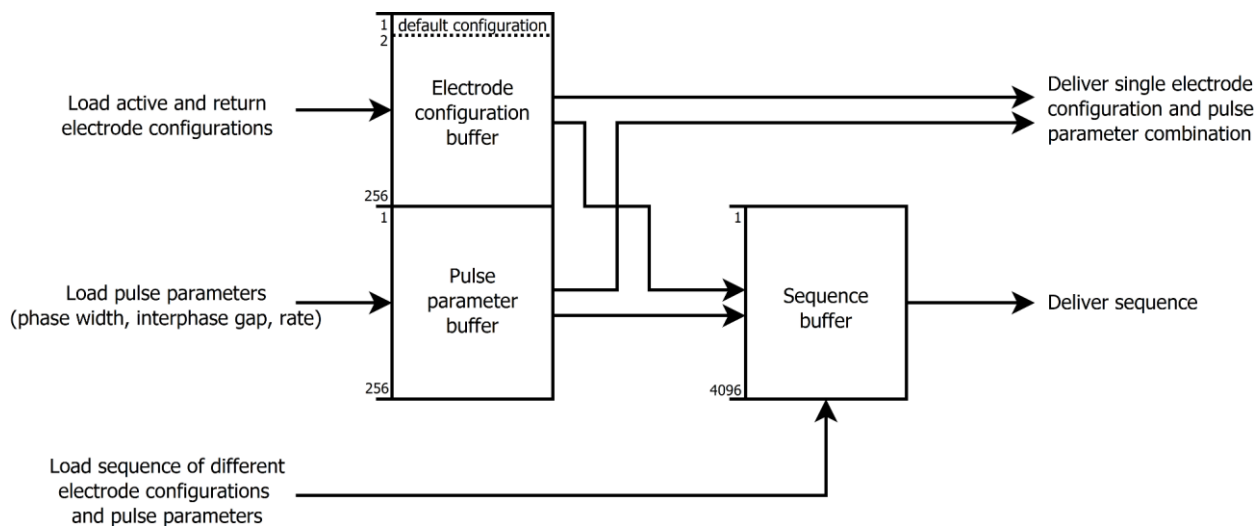 1
default configuration
2
Load active and return
electrode configurations
Electrode
configuration
buffer
256
Deliver single electrode
configuration and pulse
parameter combination
1
Load pulse parameters
(phase width, interphase gap, rate)
Pulse
parameter
buffer
256
1
Sequence
buffer
4096
Deliver sequence
Load sequence of different
electrode configurations
and pulse parameters